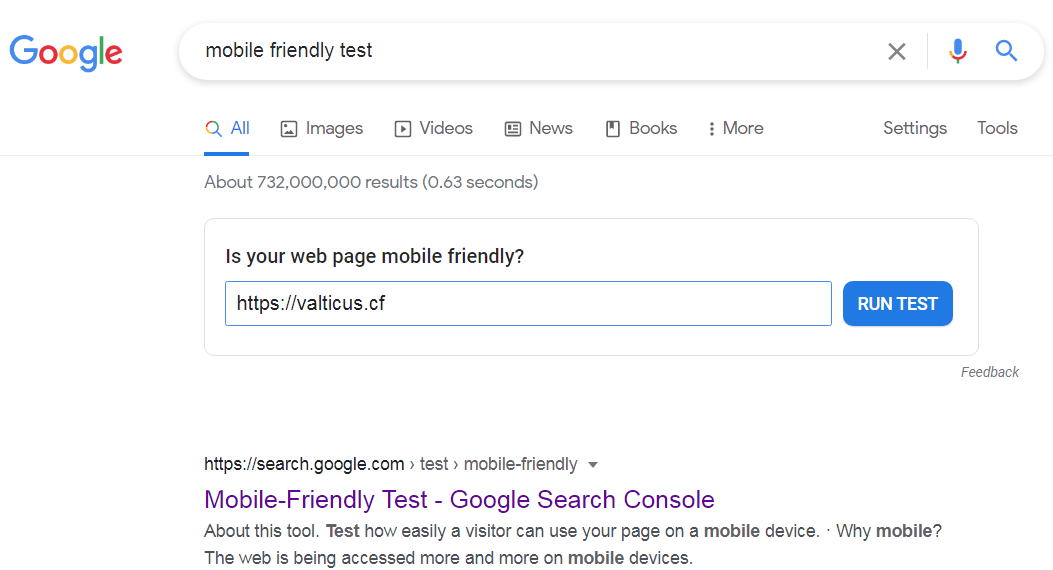 Google
mobile friendly test
All Images Videos News Books More Settings Tools
About 732,000,000 results (0.63 seconds)
Is your web page mobile friendly?
https://valticus.cf RUN TEST
Feedback
https://search.google.com › test › mobile-friendly
Mobile-Friendly Test - Google Search Console
About this tool. Test how easily a visitor can use your page on a mobile device. · Why mobile?
The web is being accessed more and more on mobile devices.